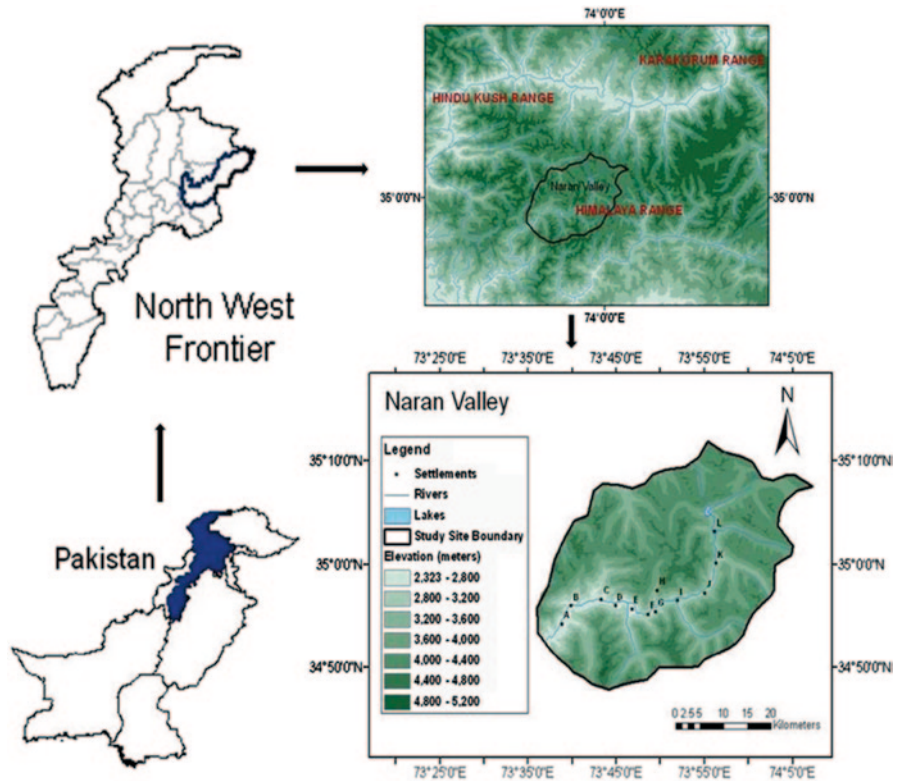 74°0'0"E
KARAKORUM RANGE
HINDU KUSH RANGE
Naran Valley
35°0'0"N
35°0'0"N
HIMALAYA RANGE
74°0'0"E
North West
Frontier
Pakistan
73°25'0"E 73°35'0"E 73°45'0"E 73°55'0"E 74°5'0"E
Naran Valley
N
Legend
Settlements
Rivers
Lakes
Study Site Boundary
Elevation (meters)
2,323 - 2,800
2,800 - 3,200
3,200 - 3,600
3,600 - 4,000
4,000 - 4,400
4,400 - 4,800
4,800 - 5,200
35°10'0"N
35°10'0"N
35°0'0"N
35°0'0"N
34°50'0"N
34°50'0"N
L
K
H
J
I
C
B
D
E
F
G
A
0 2.5 5 10 15 20
Kilometers
73°25'0"E 73°35'0"E 73°45'0"E 73°55'0"E 74°5'0"E